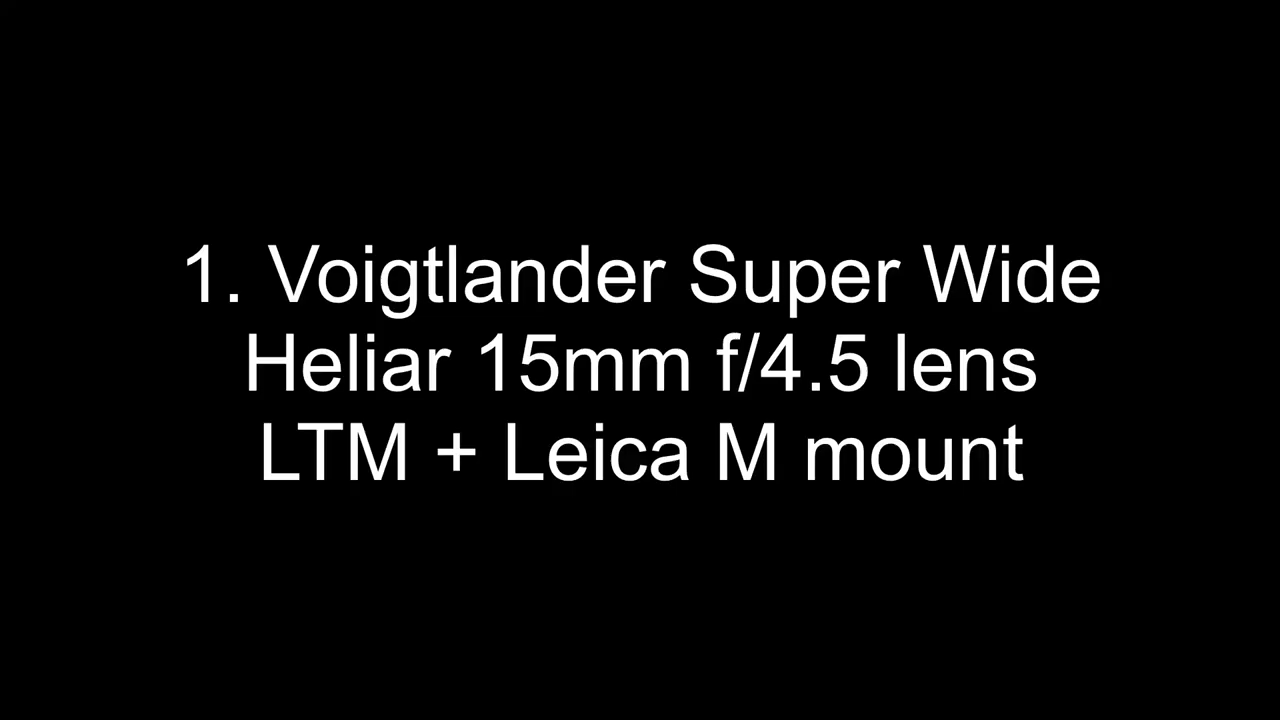 1. Voigtlander Super Wide
Heliar 15mm f/4.5 lens
LTM + Leica M mount